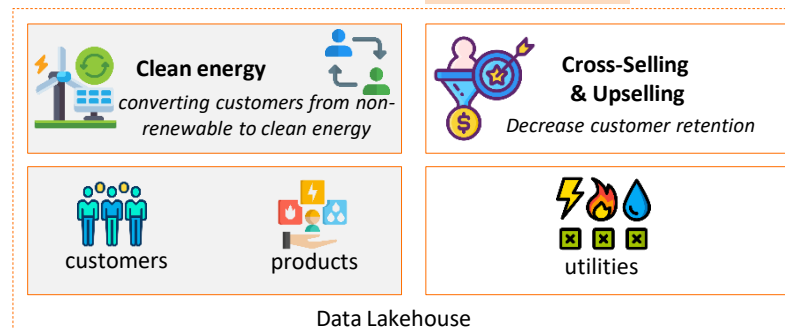 Clean energy
converting customers from non-
renewable to clean energy
Cross-Selling
& Upselling
Decrease customer retention
customers
products
utilities
Data Lakehouse